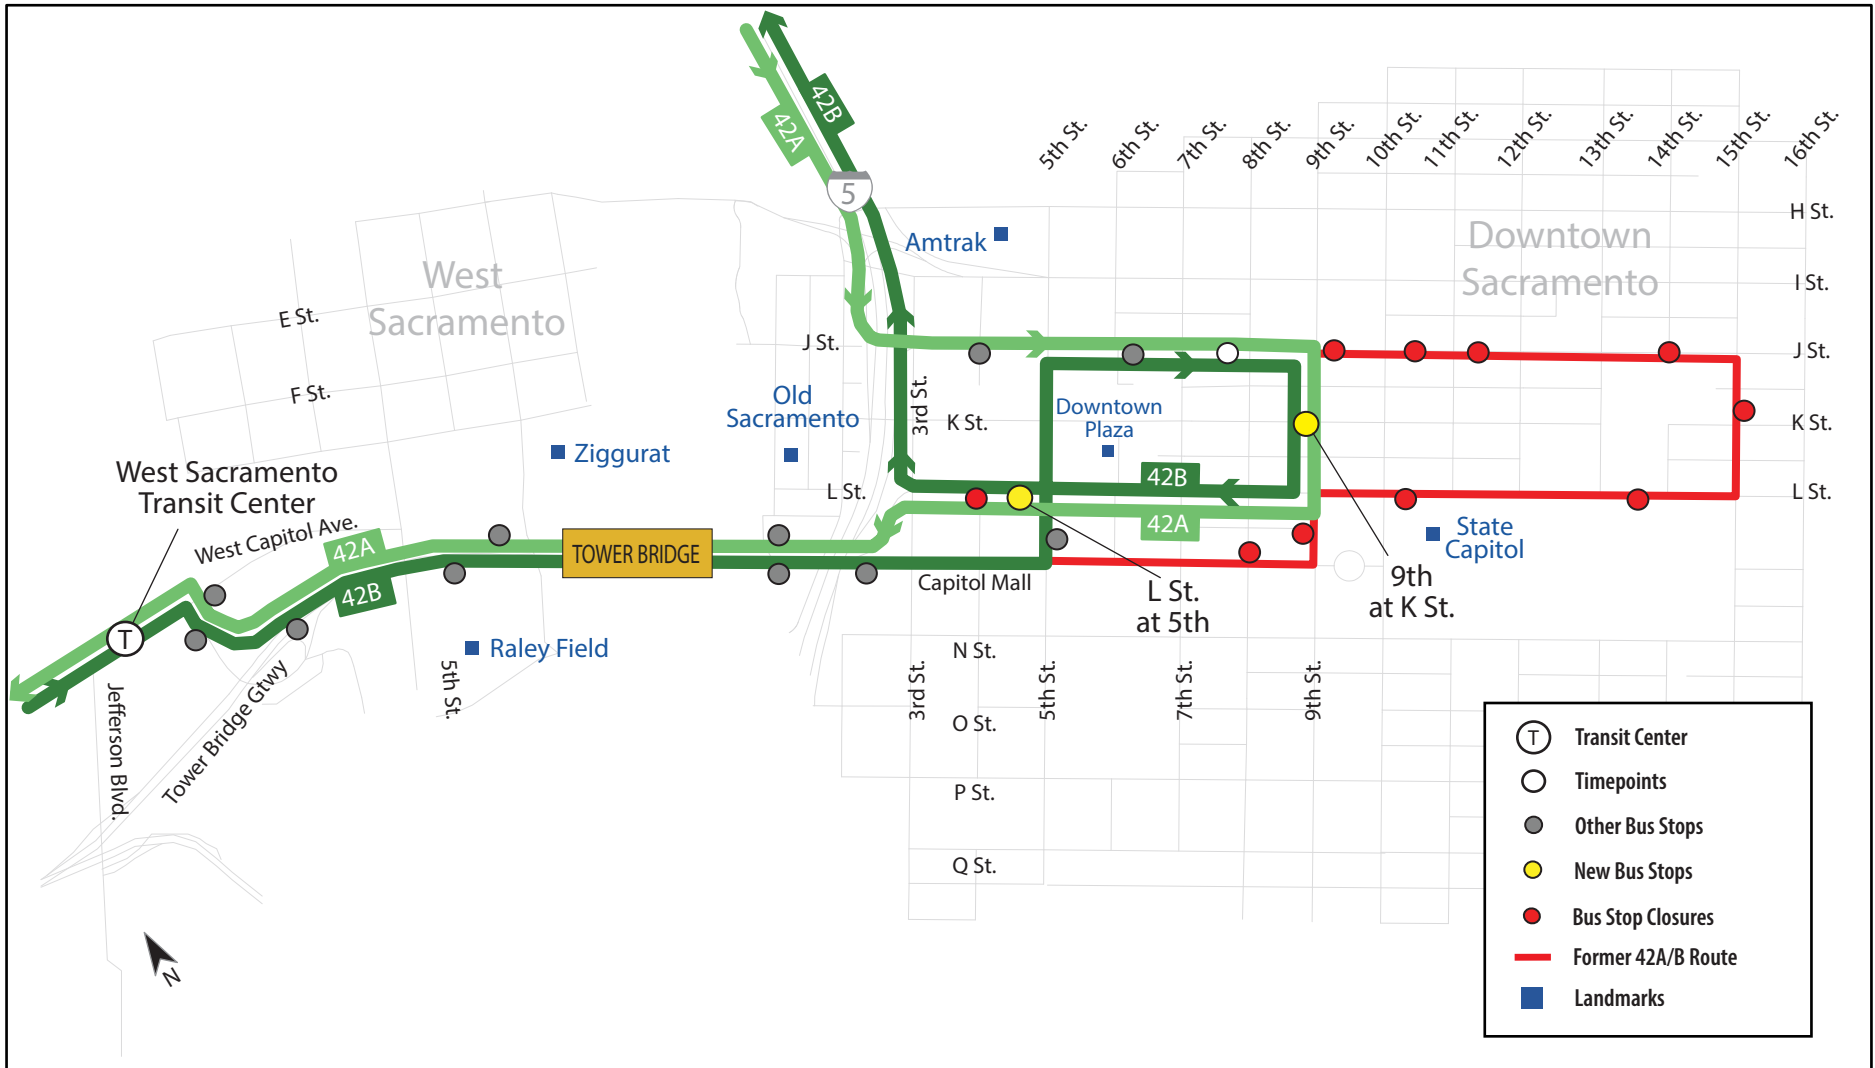 42B
42A
5
5th St.
6th St.
7th St.
8th St.
9th St.
10th St.
11th St.
12th St.
13th St.
14th St.
15th St.
16th St.
H St.
Amtrak
Downtown
Sacramento
West
Sacramento
I St.
E St.
J St.
J St.
F St.
Old
Sacramento
3rd St.
K St.
Downtown
Plaza
K St.
Ziggurat
West Sacramento
Transit Center
L St.
42B
L St.
42A
West Capitol Ave.
42A
TOWER BRIDGE
State
Capitol
42B
Capitol Mall
L St.
at 5th
9th
at K St.
T
Raley Field
N St.
Jefferson Blvd.
Tower Bridge Gtwy
5th St.
3rd St.
5th St.
7th St.
9th St.
O St.
P St.
Q St.
N
T
Transit Center
Timepoints
Other Bus Stops
New Bus Stops
Bus Stop Closures
Former 42A/B Route
Landmarks